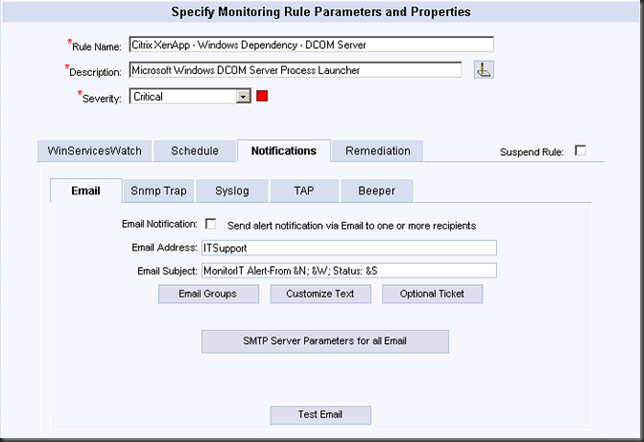 Specify Monitoring Rule Parameters and Properties
*Rule Name: Citrix XenApp - Windows Dependency - DCOM Server
*Description: Microsoft Windows DCOM Server Process Launcher
*Severity: Critical
WinServicesWatch Schedule Notifications Remediation Suspend Rule:
Email Snmp Trap Syslog TAP Beeper
Email Notification: Send alert notification via Email to one or more recipients
Email Address: ITSupport
Email Subject: MonitorIT Alert-From &N; &W; Status: &S
Email Groups Customize Text Optional Ticket
SMTP Server Parameters for all Email
Test Email